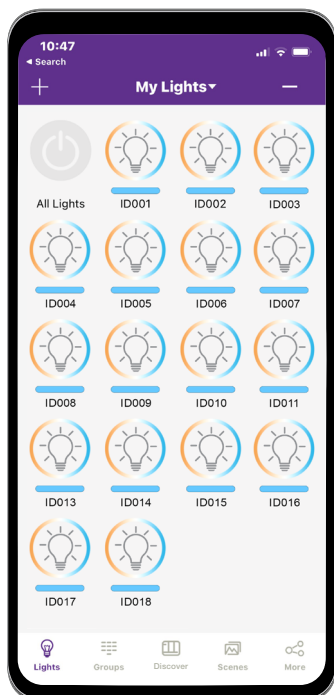 10:47
◂ Search
My Lights▾
All Lights ID001 ID002 ID003
ID004 ID005 ID006 ID007
ID008 ID009 ID010 ID011
ID013 ID014 ID015 ID016
ID017 ID018
Lights Groups Discover Scenes More